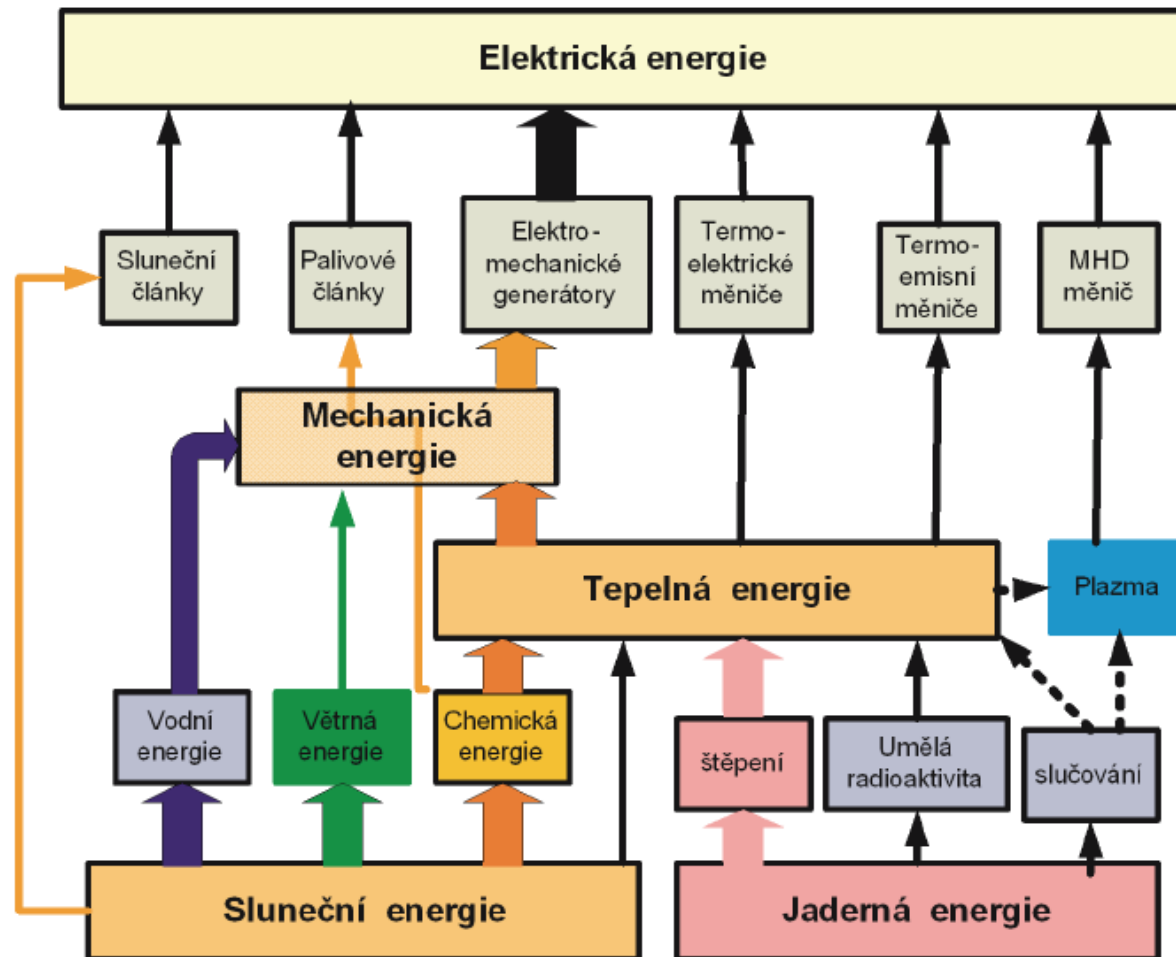 Elektrická energie
Sluneční
články
Palivové
články
Elektro-
mechanické
generátory
Termo-
elektrické
měniče
Termo-
emisní
měniče
MHD
měnič
Mechanická
energie
Tepelná energie
Plazma
Vodní
energie
Větrná
energie
Chemická
energie
štěpení
Umělá
radioaktivita
slučování
Sluneční energie
Jaderná energie